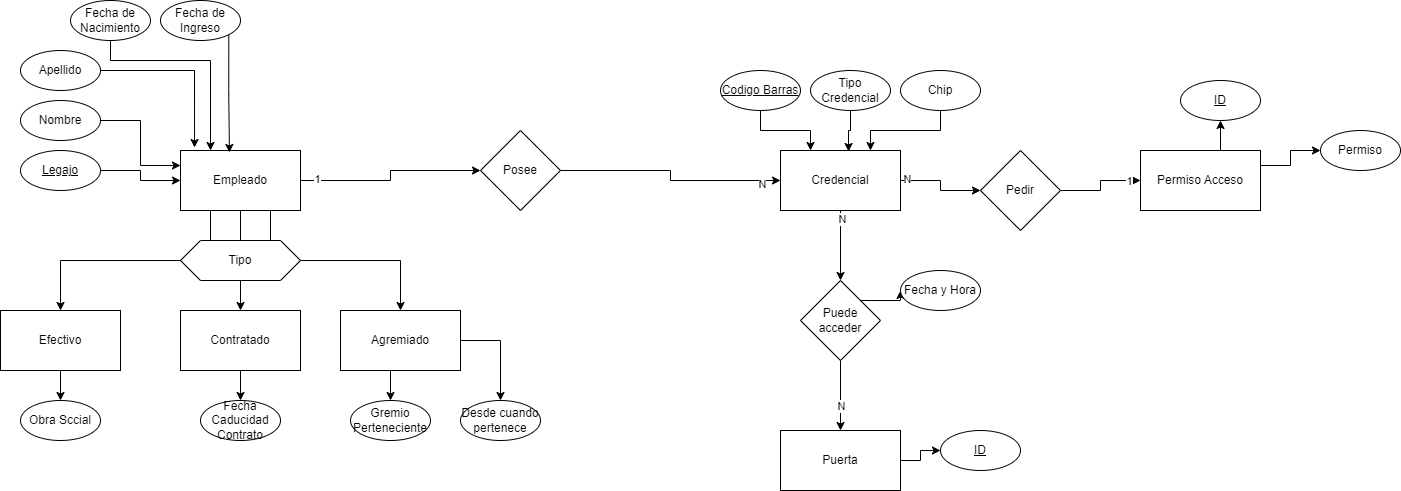 Fecha de
Nacimiento
Fecha de
Ingreso
Apellido
Nombre
Legajo
Empleado
1
Posee
N
Codigo Barras
Tipo
Credencial
Chip
Credencial
N
Pedir
1
Permiso Acceso
ID
Permiso
Tipo
Efectivo
Contratado
Agremiado
Obra Sccial
Fecha
Caducidad
Contrato
Gremio
Perteneciente
Desde cuando
pertenece
N
Puede
acceder
Fecha y Hora
N
Puerta
ID